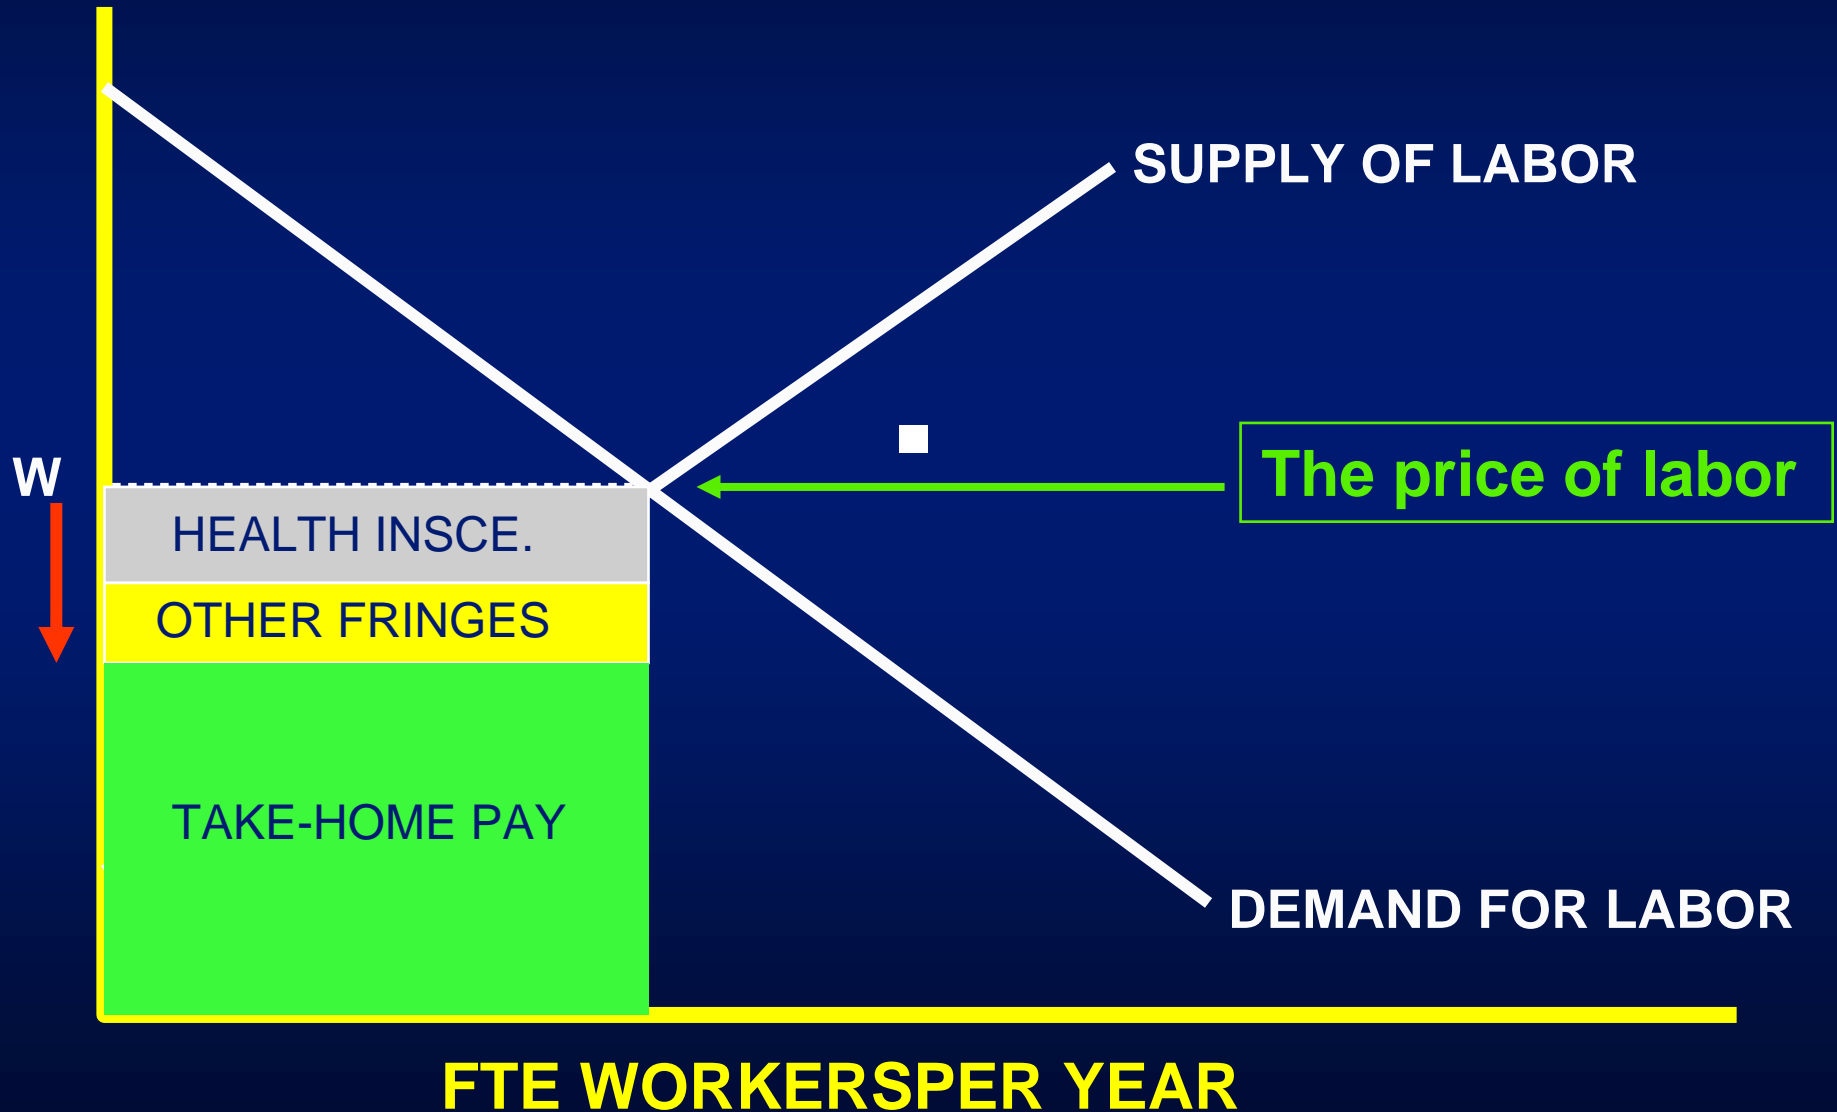 SUPPLY OF LABOR
W
The price of labor
HEALTH INSCE.
OTHER FRINGES
TAKE-HOME PAY
DEMAND FOR LABOR
FTE WORKERSPER YEAR